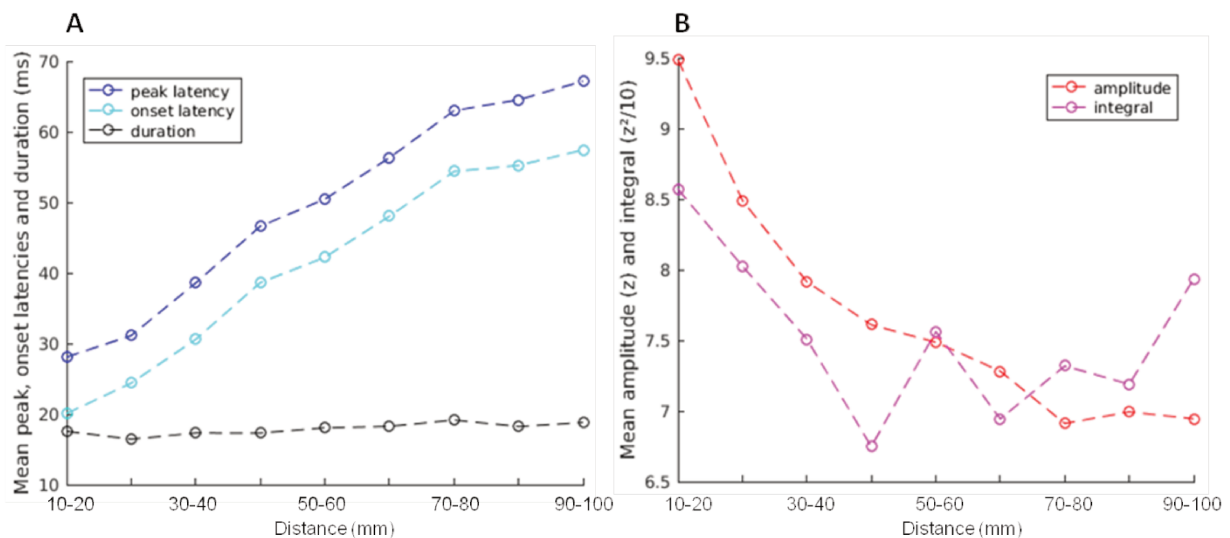 A
Mean peak, onset latencies and duration (ms)
70
60
50
40
30
20
10
peak latency
onset latency
duration
10-20
30-40
50-60
70-80
90-100
Distance (mm)
B
Mean amplitude (z) and integral (z²/10)
9.5
9
8.5
8
7.5
7
6.5
amplitude
integral
10-20
30-40
50-60
70-80
90-100
Distance (mm)